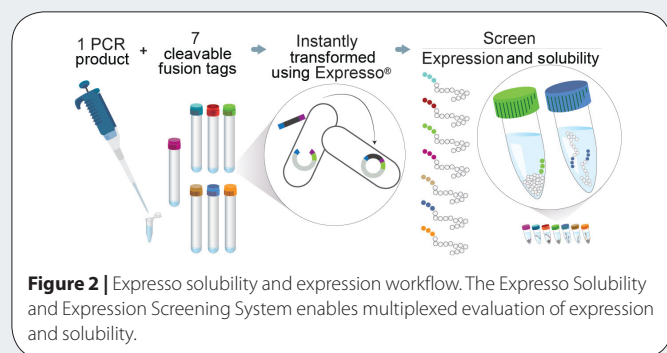 1 PCR
product
+
7
cleavable
fusion tags
Instantly
transformed
using Expresso®
Screen
Expression and solubility
Figure 2 | Expresso solubility and expression workflow. The Expresso Solubility
and Expression Screening System enables multiplexed evaluation of expression
and solubility.